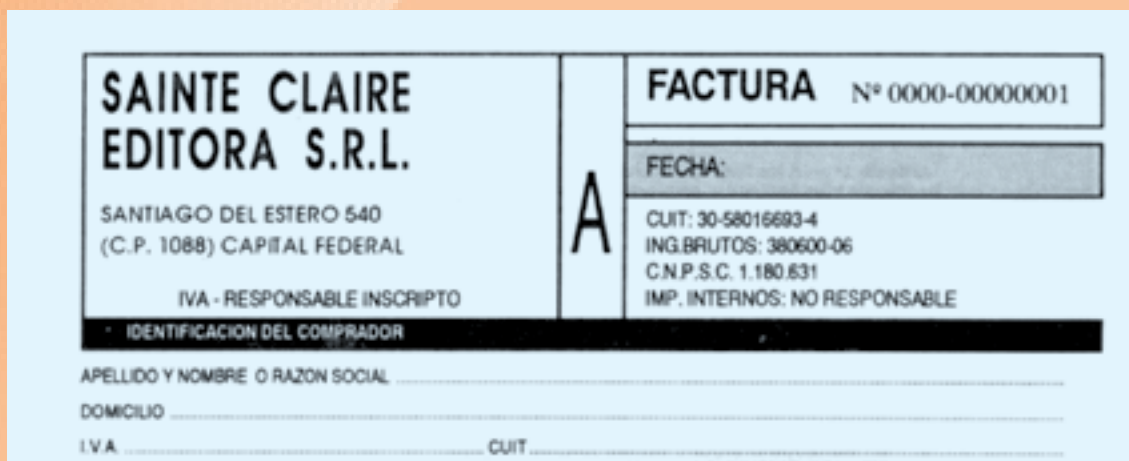 SAINTE CLAIRE
EDITORA S.R.L.
SANTIAGO DEL ESTERO 540
(C.P. 1088) CAPITAL FEDERAL
IVA - RESPONSABLE INSCRIPTO
A
FACTURA Nº 0000-00000001
FECHA:
CUIT: 30-58016693-4
ING.BRUTOS: 380600-06
C.N.P.S.C. 1.180.631
IMP. INTERNOS: NO RESPONSABLE
IDENTIFICACION DEL COMPRADOR
APELLIDO Y NOMBRE O RAZON SOCIAL
DOMICILIO
I.V.A. CUIT